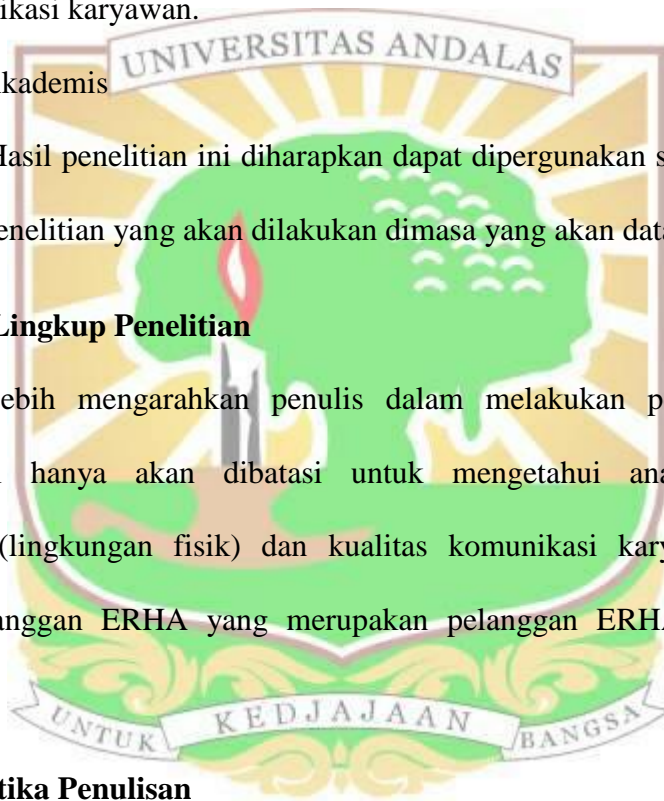 ikasi karyawan.
UNIVERSITAS ANDALAS
kademis
Hasil penelitian ini diharapkan dapat dipergunakan s
enelitian yang akan dilakukan dimasa yang akan data
Lingkup Penelitian
ebih mengarahkan penulis dalam melakukan p
hanya akan dibatasi untuk mengetahui ana
(lingkungan fisik) dan kualitas komunikasi kary
anggan ERHA yang merupakan pelanggan ERHA
UNTUK KEDJAJAAN BANGSA
tika Penulisan